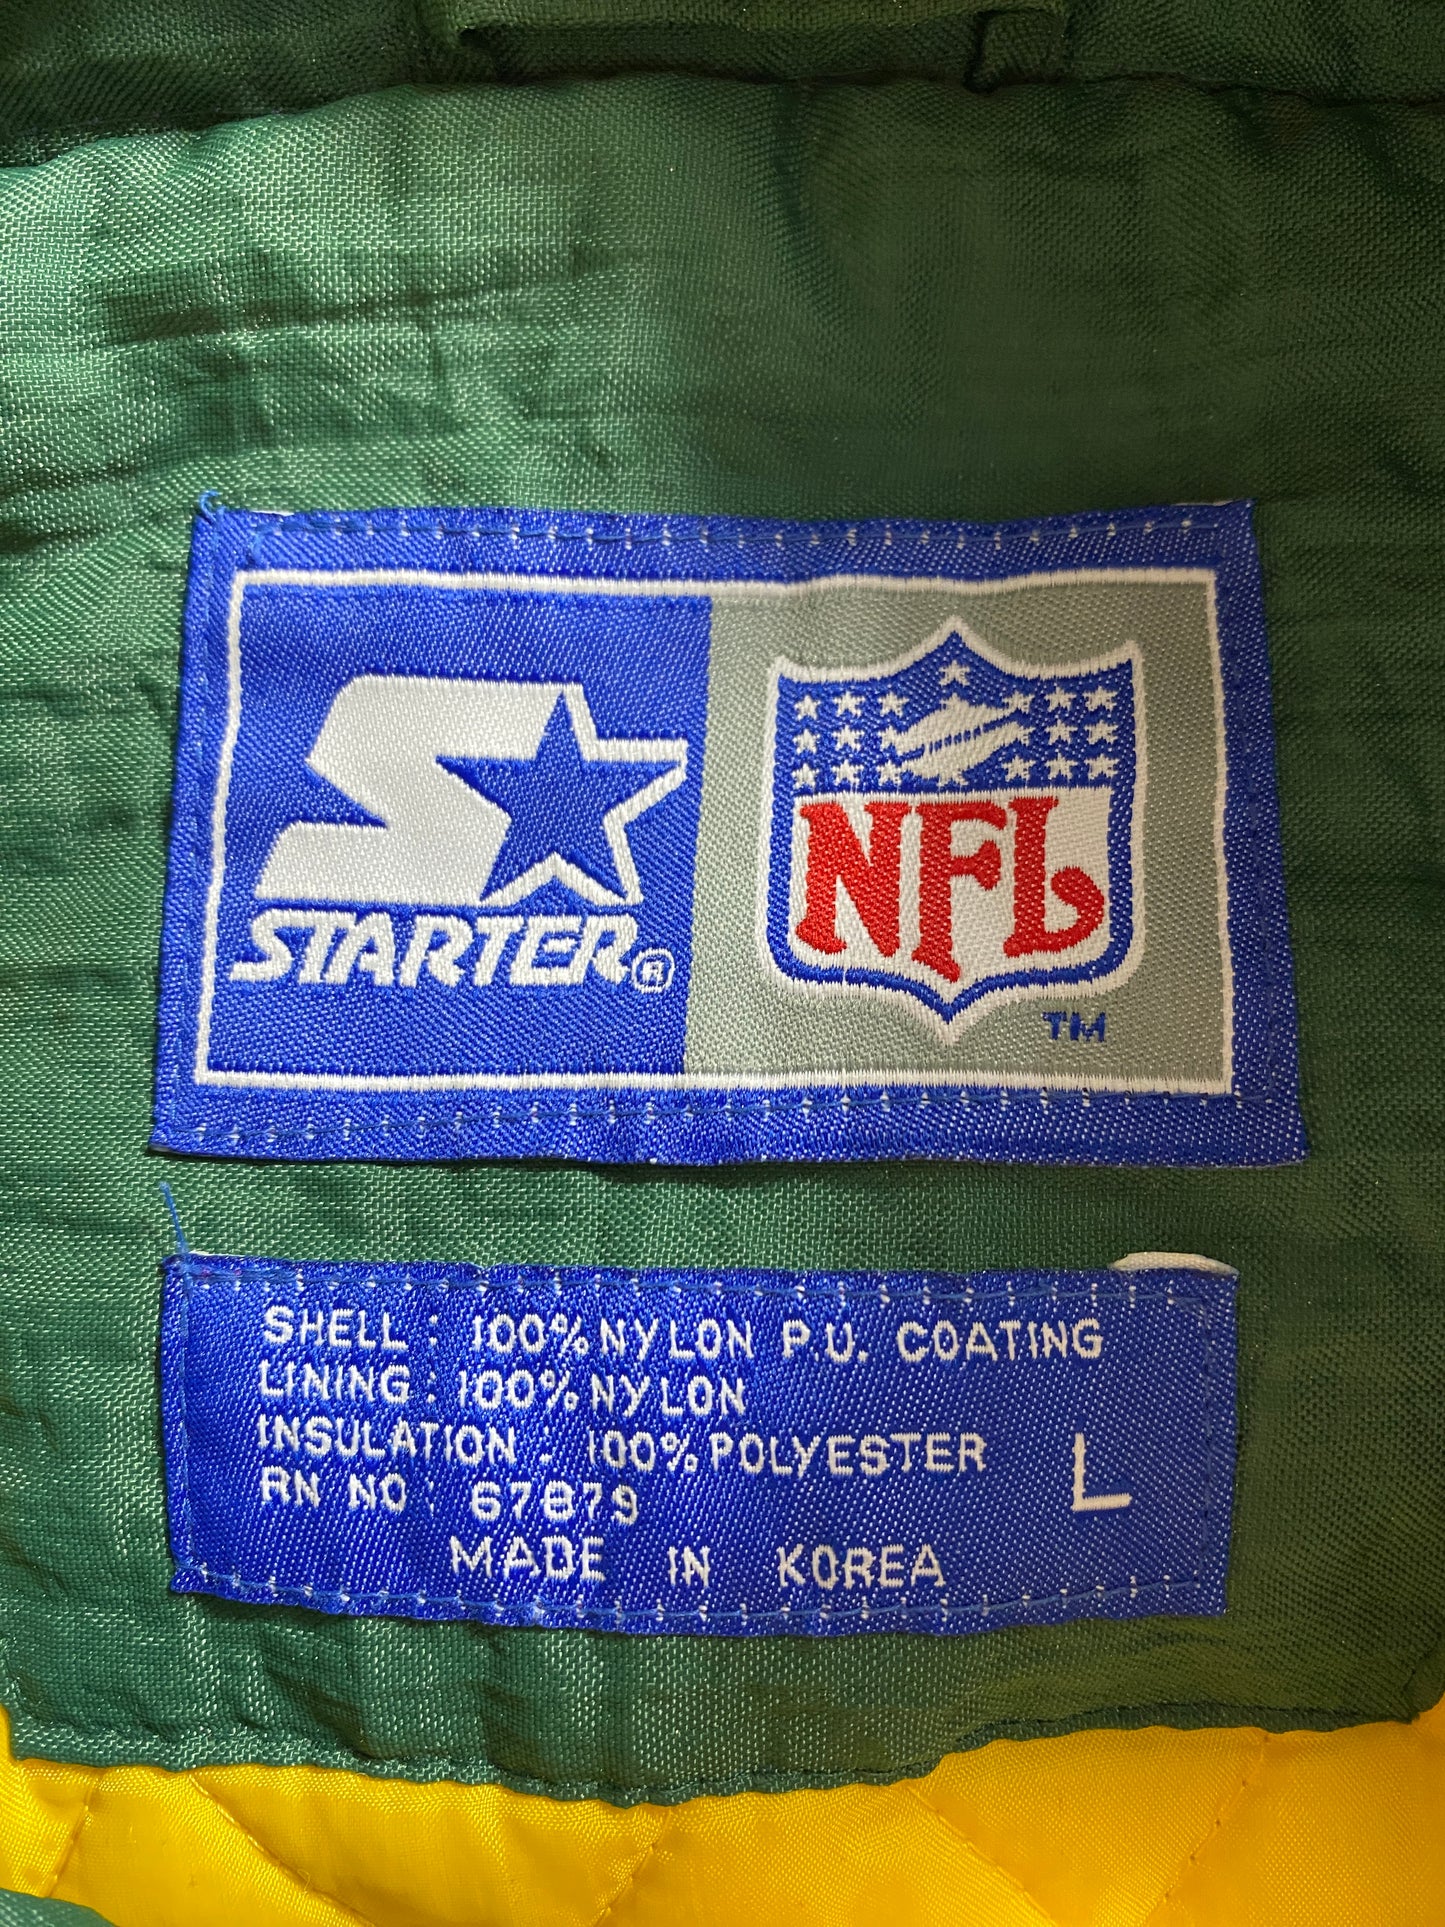 STARTER®
NFL
TM
SHELL : 100% NYLON P.U. COATING
LINING : 100% NYLON
INSULATION : 100% POLYESTER
L
RN NO : 67879
MADE IN KOREA